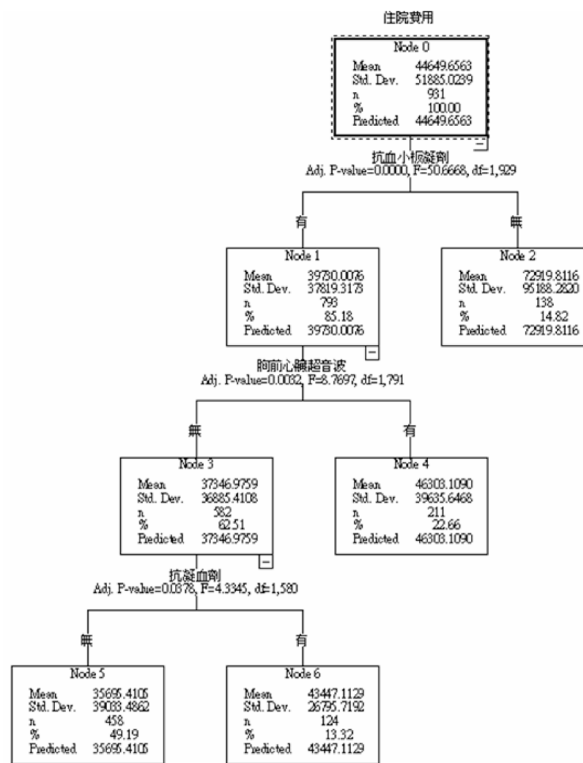 住院費用
Node 0
Mean 44649.6563
Std. Dev. 51885.0239
n 931
% 100.00
Predicted 44649.6563
抗血小板凝劑
Adj. P-value=0.0000, F=50.6668, df=1,929
有
無
Node 1
Mean 39730.0076
Std. Dev. 37819.3173
n 793
% 85.18
Predicted 39730.0076
Node 2
Mean 72919.8116
Std. Dev. 95188.2820
n 138
% 14.82
Predicted 72919.8116
胸前心臟超音波
Adj. P-value=0.0032, F=8.7697, df=1,791
無
有
Node 3
Mean 37346.9759
Std. Dev. 36885.4108
n 582
% 62.51
Predicted 37346.9759
Node 4
Mean 46303.1090
Std. Dev. 39635.6468
n 211
% 22.66
Predicted 46303.1090
抗凝血劑
Adj. P-value=0.0378, F=4.3345, df=1,580
無
有
Node 5
Mean 35695.4105
Std. Dev. 39033.4862
n 458
% 49.19
Predicted 35695.4105
Node 6
Mean 43447.1129
Std. Dev. 26795.7192
n 124
% 13.32
Predicted 43447.1129